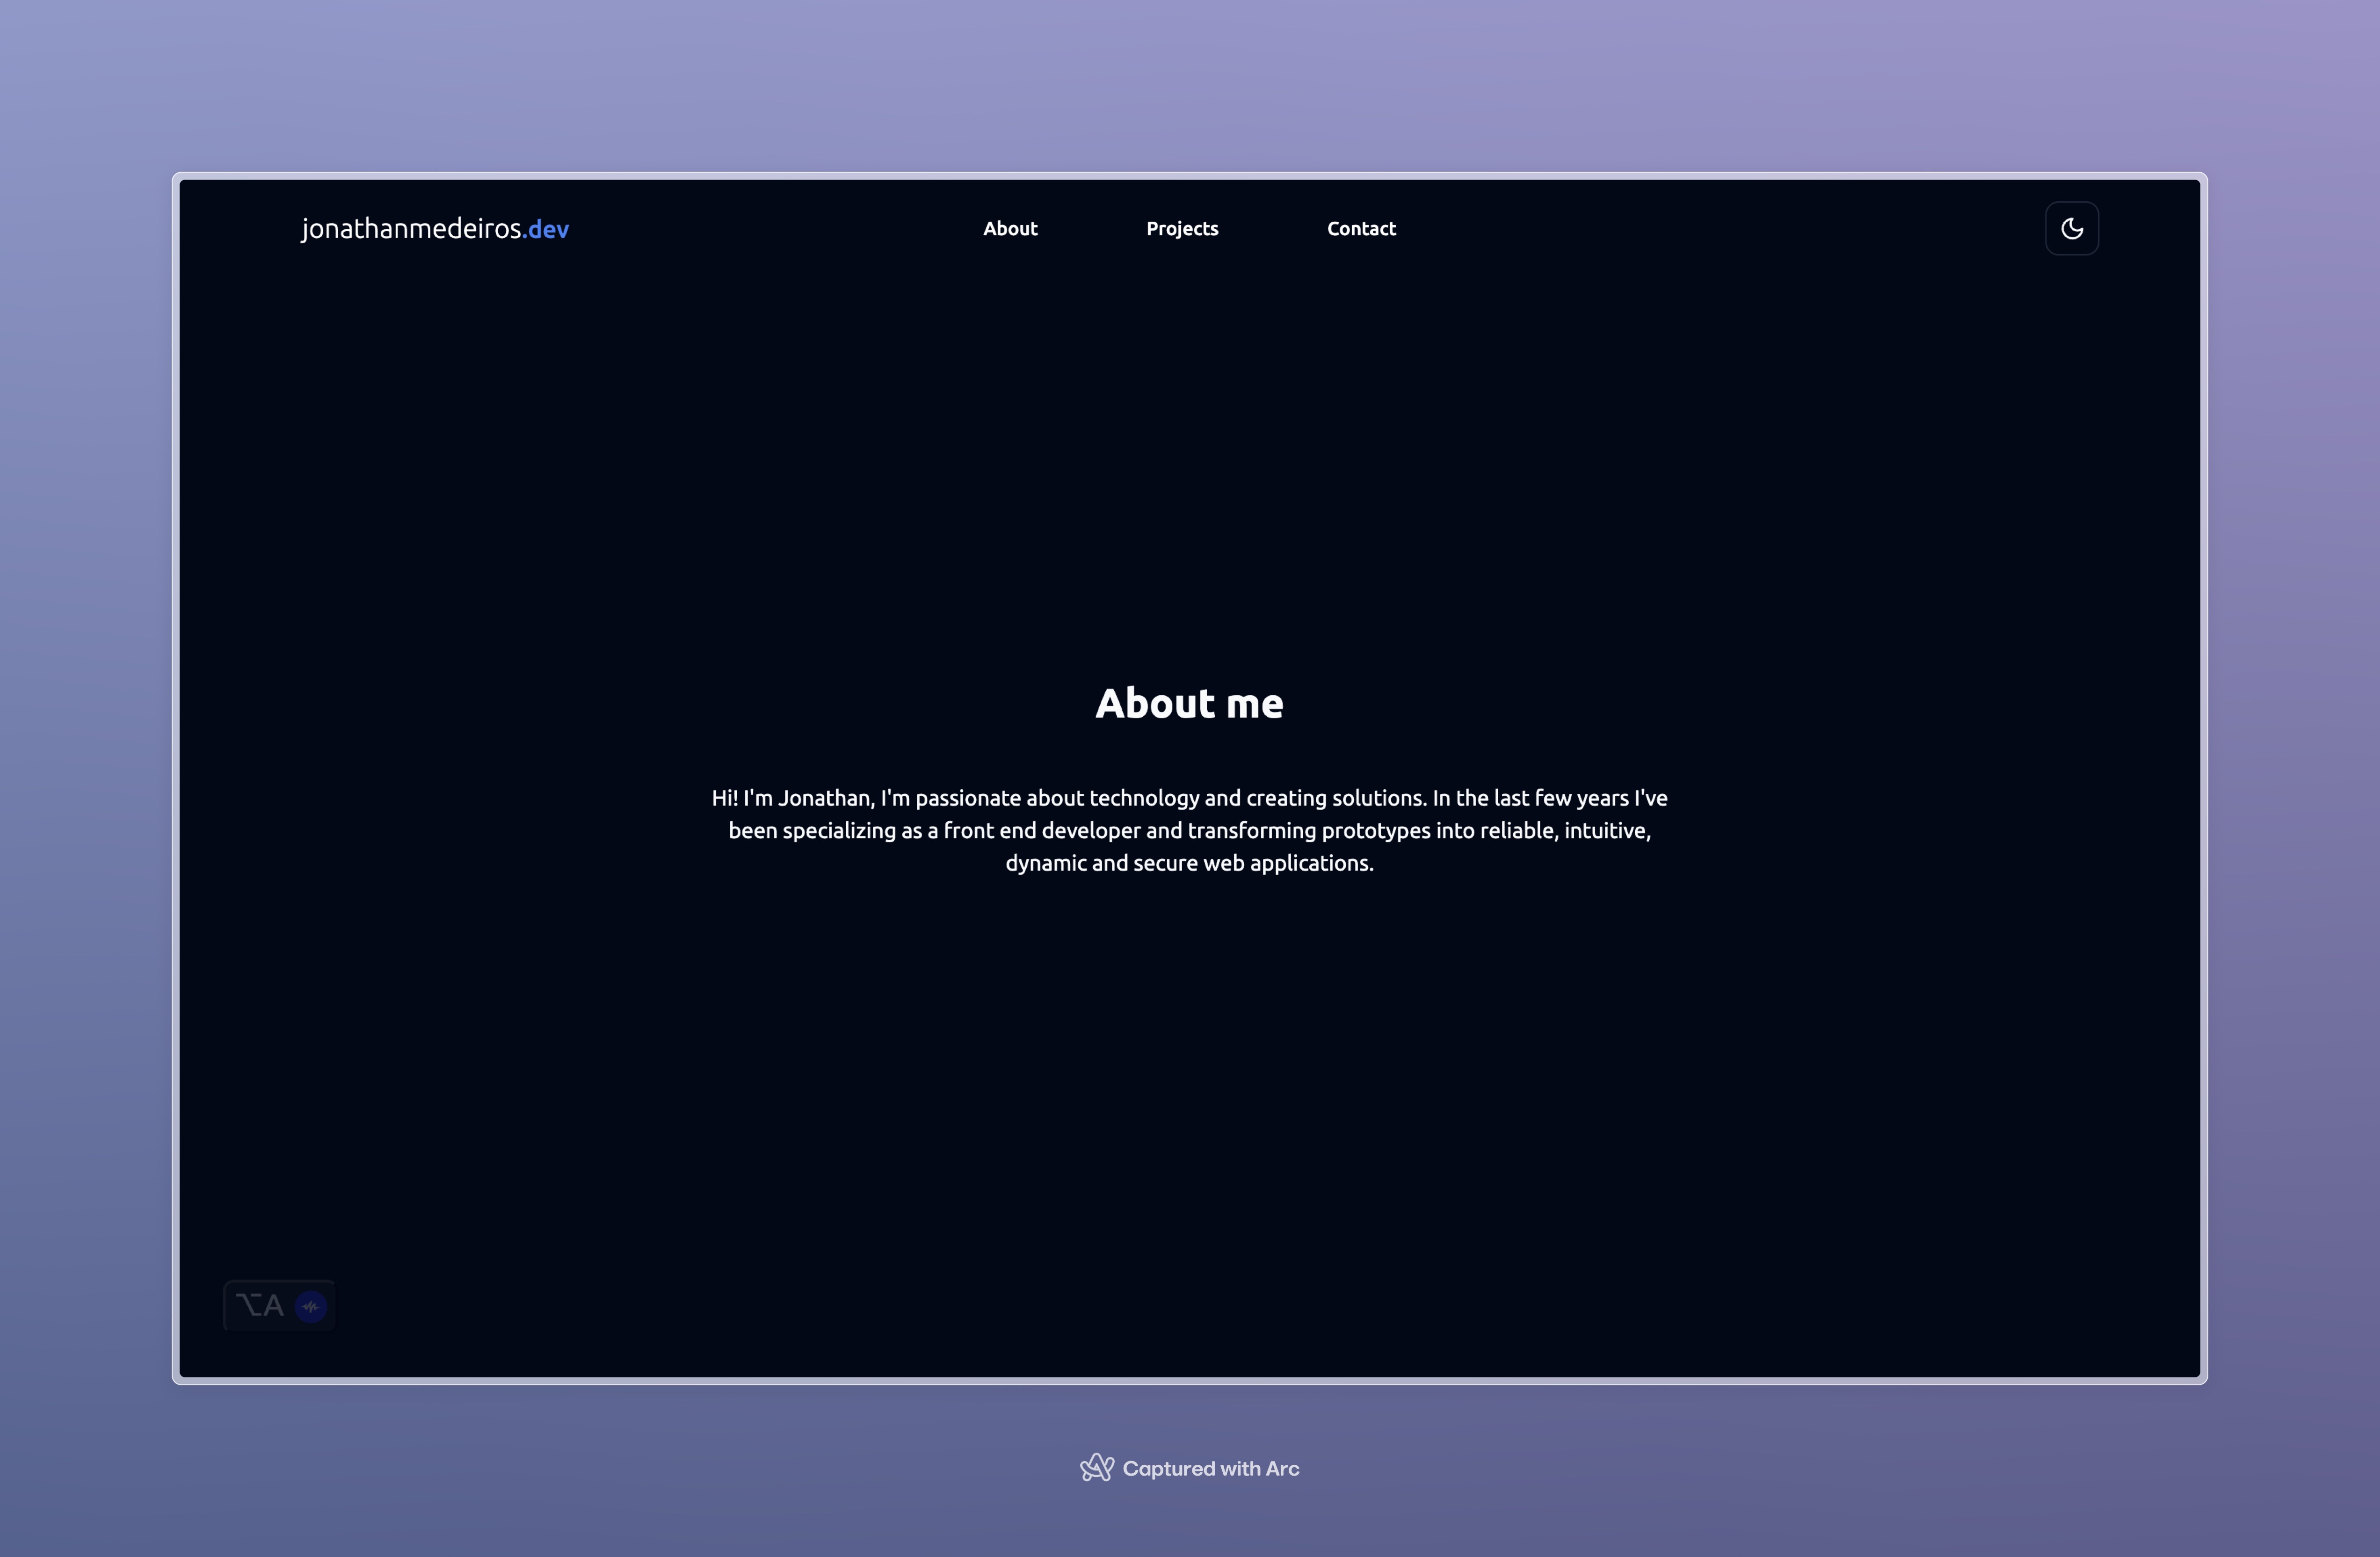 jonathanmedeiros.dev
About
Projects
Contact
About me
Hi! I'm Jonathan, I'm passionate about technology and creating solutions. In the last few years I've
been specializing as a front end developer and transforming prototypes into reliable, intuitive,
dynamic and secure web applications.
⌥A
Captured with Arc